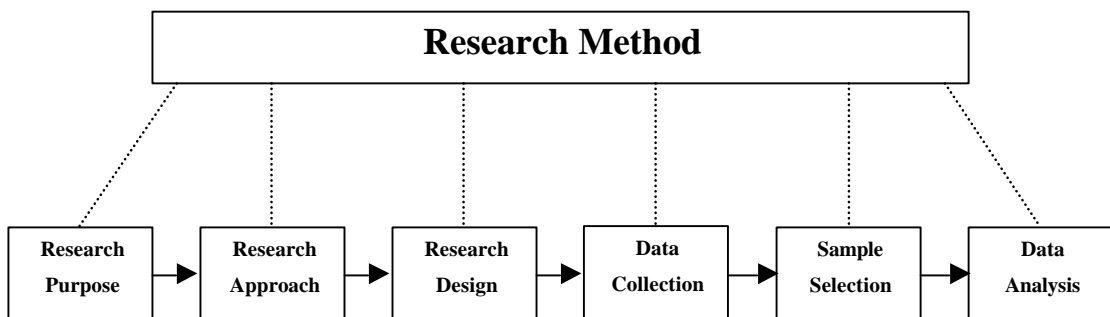 Research Method
Research
Purpose
Research
Approach
Research
Design
Data
Collection
Sample
Selection
Data
Analysis